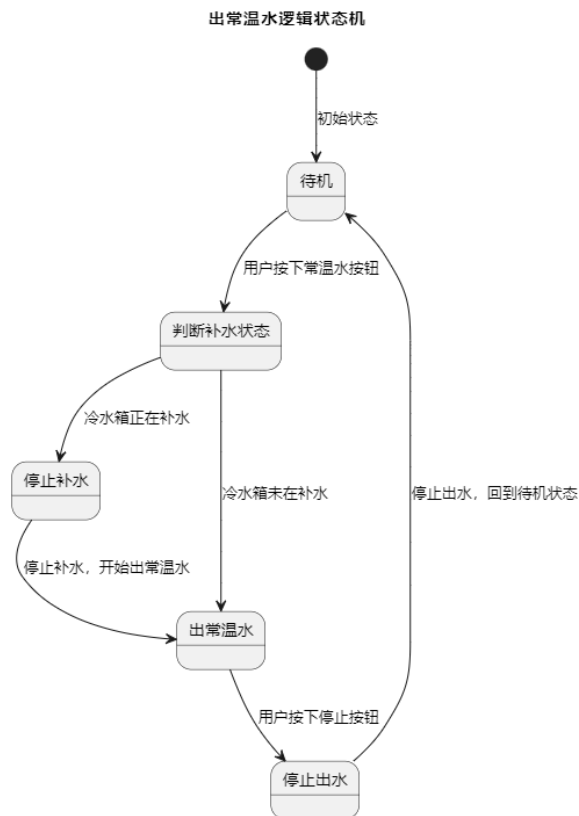 出常温水逻辑状态机
初始状态
待机
用户按下常温水按钮
判断补水状态
冷水箱正在补水
停止补水
冷水箱未在补水
停止出水，回到待机状态
停止补水，开始出常温水
出常温水
用户按下停止按钮
停止出水